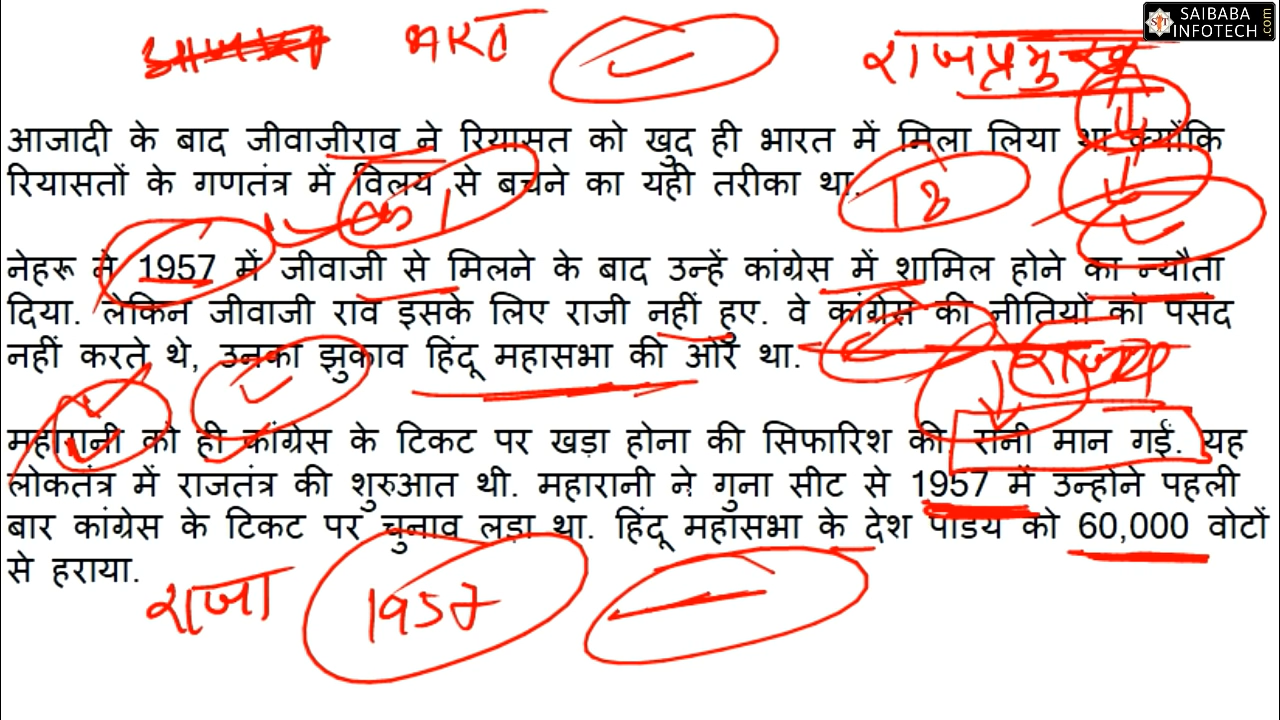 SAIBABA
INFOTECH.com
भारत
राजप्रमुख
आजादी के बाद जीवाजीराव ने रियासत को खुद ही भारत में मिला लिया था क्योंकि
रियासतों के गणतंत्र में विलय से बचने का यही तरीका था.
नेहरू ने 1957 में जीवाजी से मिलने के बाद उन्हें कांग्रेस में शामिल होने का न्यौता
दिया. लेकिन जीवाजी राव इसके लिए राजी नहीं हुए. वे कांग्रेस की नीतियों को पसंद
नहीं करते थे, उनका झुकाव हिंदू महासभा की ओर था.
महारानी को ही कांग्रेस के टिकट पर खड़ा होना की सिफारिश की रानी मान गईं. यह
लोकतंत्र में राजतंत्र की शुरुआत थी. महारानी ने गुना सीट से 1957 में उन्होने पहली
बार कांग्रेस के टिकट पर चुनाव लड़ा था. हिंदू महासभा के देश पांडेय को 60,000 वोटों
से हराया.
राजा
1957